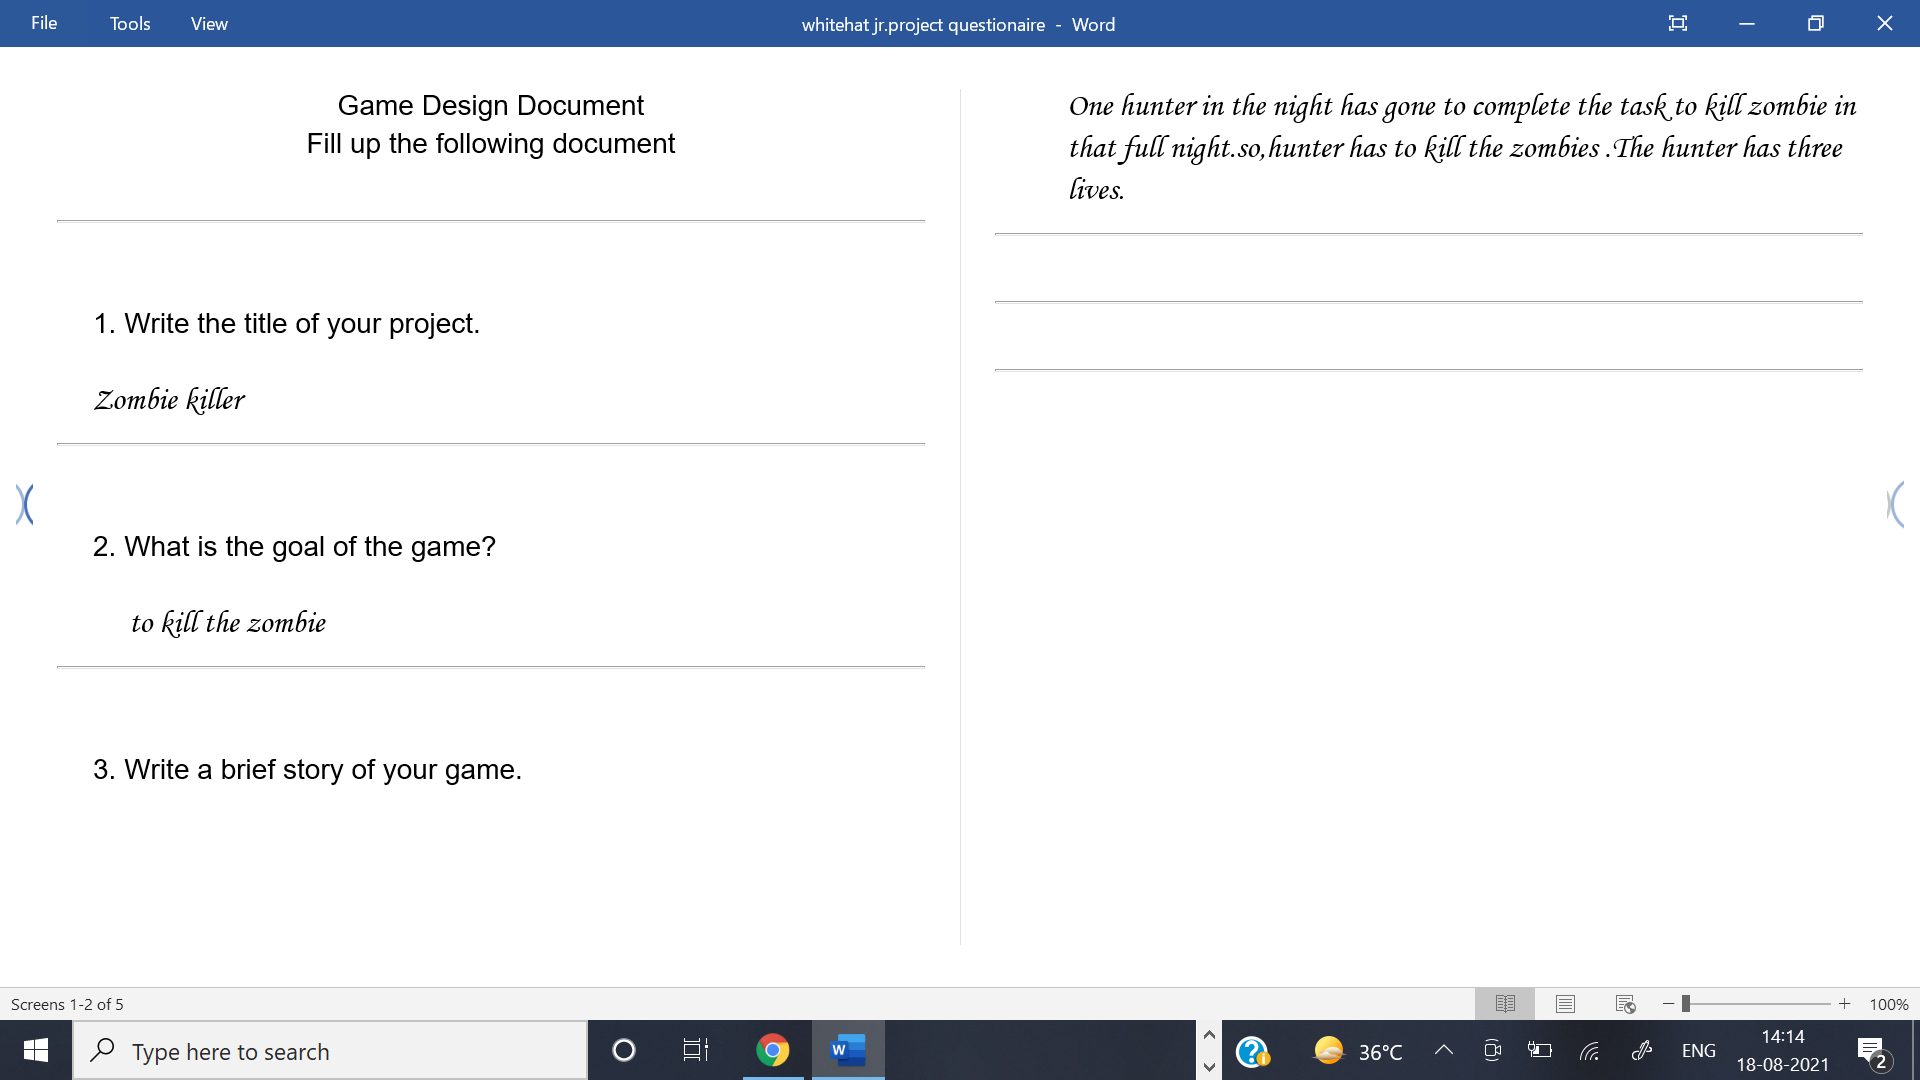 File Tools View whitehat jr.project questionaire - Word
Game Design Document
Fill up the following document
1. Write the title of your project.
Zombie killer
2. What is the goal of the game?
to kill the zombie
3. Write a brief story of your game.
One hunter in the night has gone to complete the task to kill zombie in
that full night.so,hunter has to kill the zombies .The hunter has three
lives.
Screens 1-2 of 5
100%
Type here to search
W
36°C
ENG
14:14
18-08-2021
2